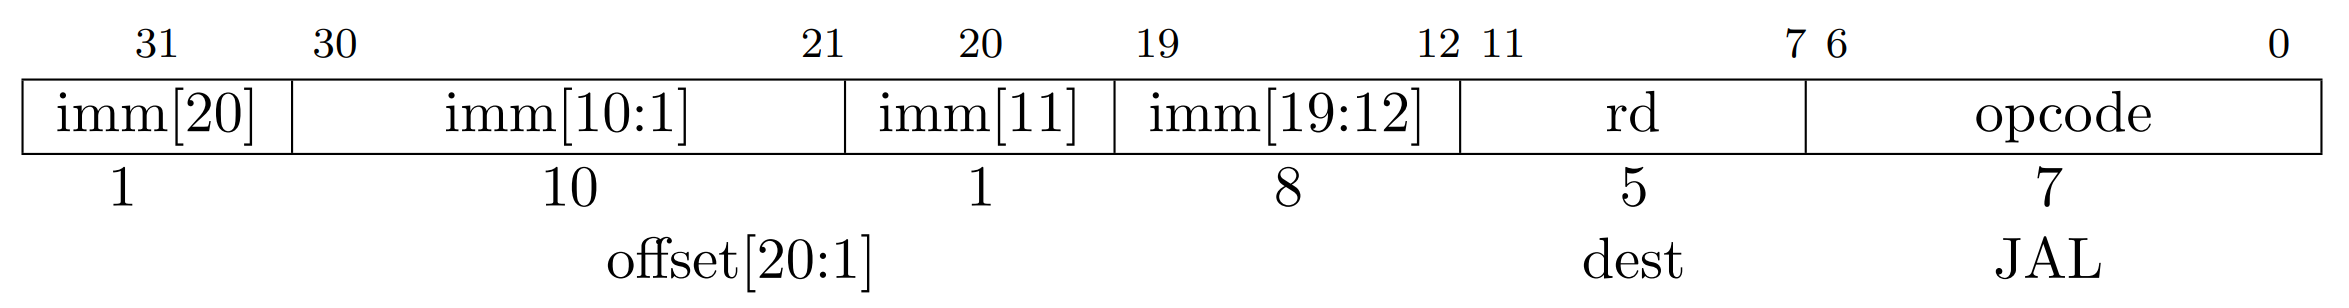 31 30 21 20 19 12 11 7 6 0
imm[20] imm[10:1] imm[11] imm[19:12] rd opcode
1 10 1 8 5 7
offset[20:1] dest JAL